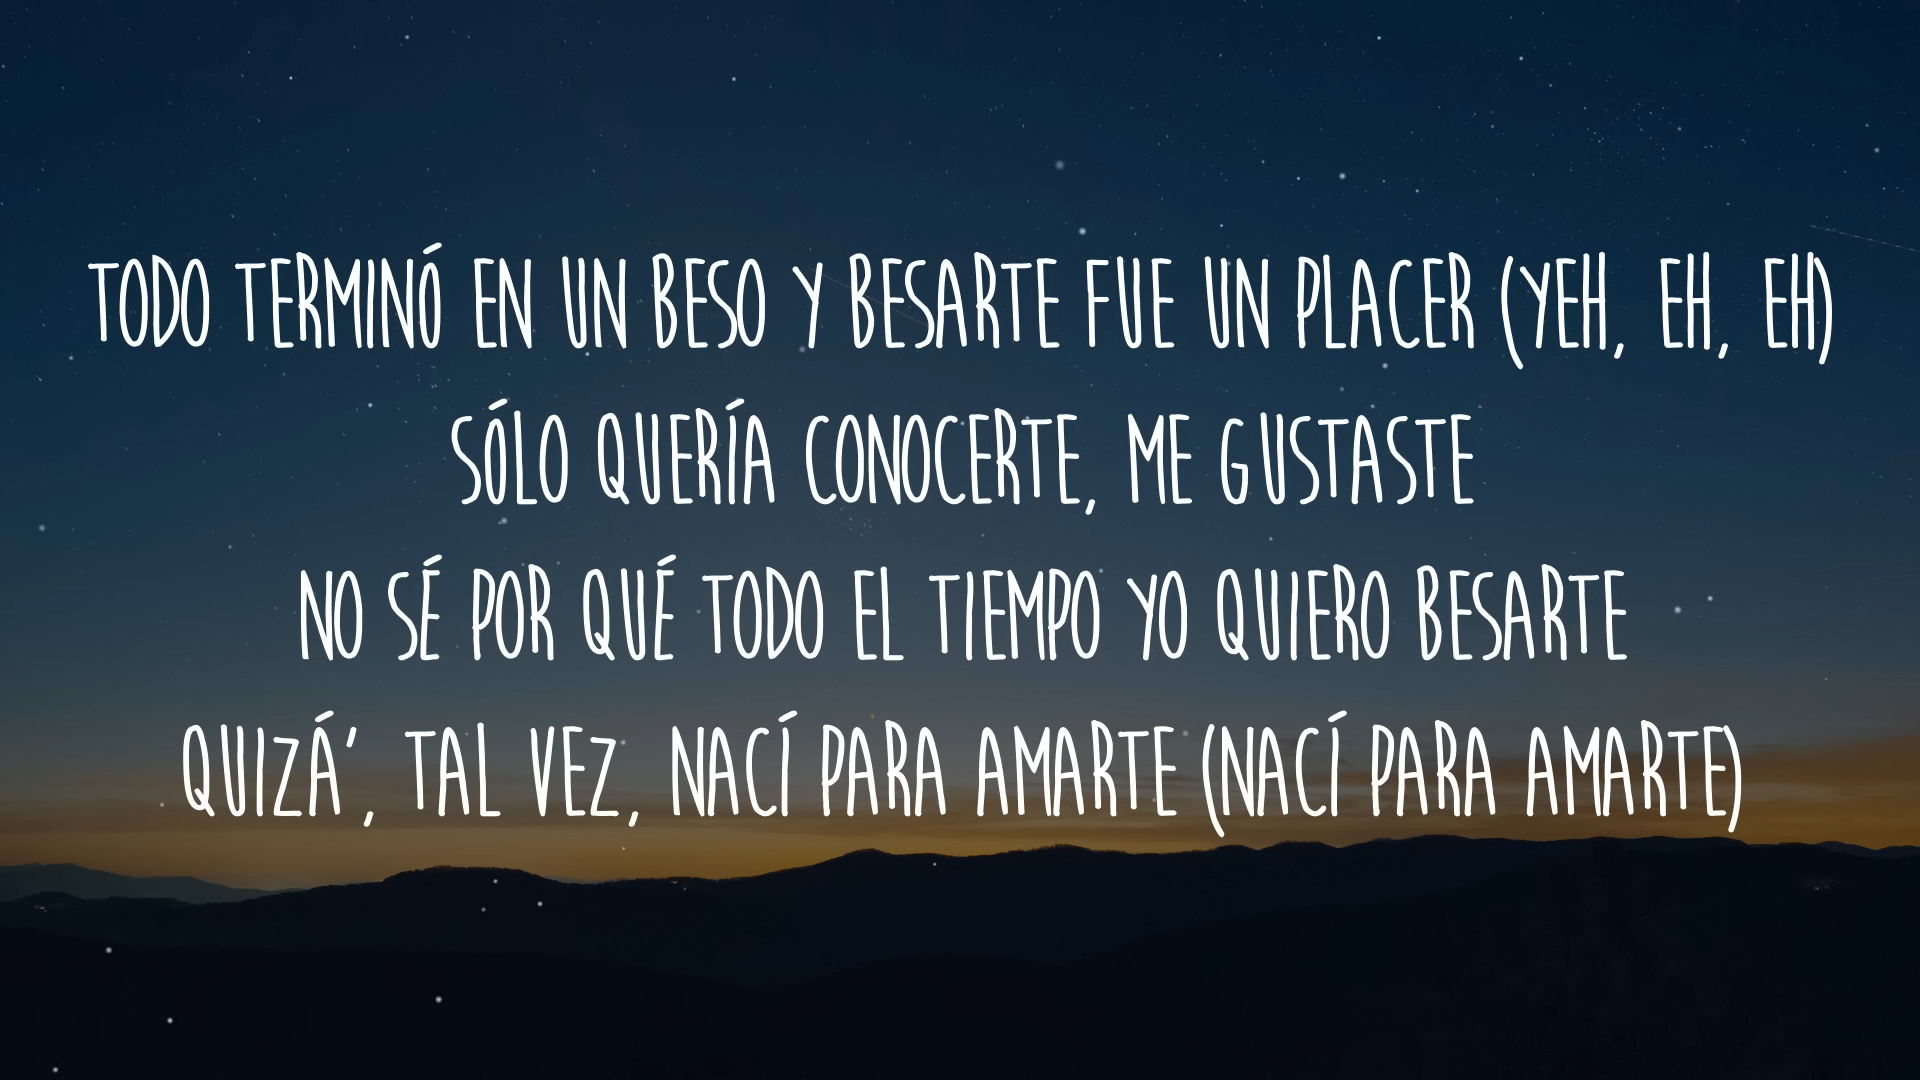 TODO TERMINÓ EN UN BESO Y BESARTE FUE UN PLACER (YEH, EH, EH)
SÓLO QUERÍA CONOCERTE, ME GUSTASTE
NO SÉ POR QUÉ TODO EL TIEMPO YO QUIERO BESARTE
QUIZÁ', TAL VEZ, NACÍ PARA AMARTE (NACÍ PARA AMARTE)